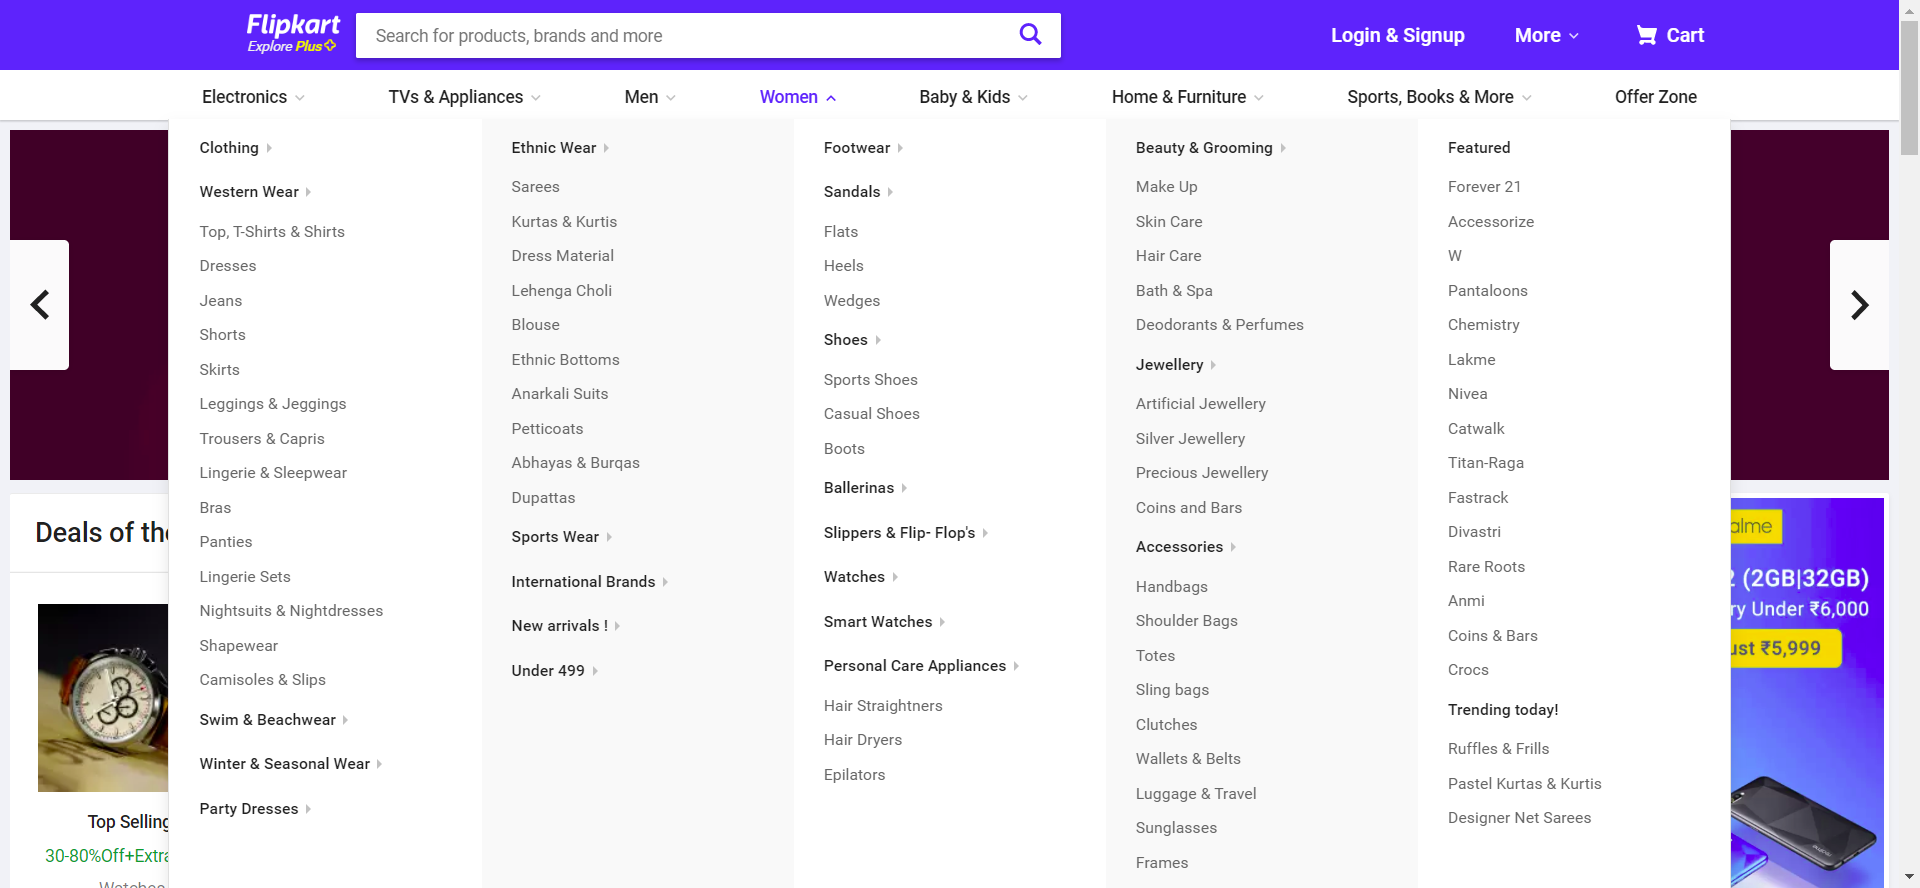 Flipkart
Explore Plus
Search for products, brands and more
Login & Signup
More
Cart
Electronics
TVs & Appliances
Men
Women
Baby & Kids
Home & Furniture
Sports, Books & More
Offer Zone
Clothing
Western Wear
Top, T-Shirts & Shirts
Dresses
Jeans
Shorts
Skirts
Leggings & Jeggings
Trousers & Capris
Lingerie & Sleepwear
Bras
Panties
Lingerie Sets
Nightsuits & Nightdresses
Shapewear
Camisoles & Slips
Swim & Beachwear
Winter & Seasonal Wear
Party Dresses
Ethnic Wear
Sarees
Kurtas & Kurtis
Dress Material
Lehenga Choli
Blouse
Ethnic Bottoms
Anarkali Suits
Petticoats
Abhayas & Burqas
Dupattas
Sports Wear
International Brands
New arrivals !
Under 499
Footwear
Sandals
Flats
Heels
Wedges
Shoes
Sports Shoes
Casual Shoes
Boots
Ballerinas
Slippers & Flip- Flop's
Watches
Smart Watches
Personal Care Appliances
Hair Straightners
Hair Dryers
Epilators
Beauty & Grooming
Make Up
Skin Care
Hair Care
Bath & Spa
Deodorants & Perfumes
Jewellery
Artificial Jewellery
Silver Jewellery
Precious Jewellery
Coins and Bars
Accessories
Handbags
Shoulder Bags
Totes
Sling bags
Clutches
Wallets & Belts
Luggage & Travel
Sunglasses
Frames
Featured
Forever 21
Accessorize
W
Pantaloons
Chemistry
Lakme
Nivea
Catwalk
Titan-Raga
Fastrack
Divastri
Rare Roots
Anmi
Coins & Bars
Crocs
Trending today!
Ruffles & Frills
Pastel Kurtas & Kurtis
Designer Net Sarees
Deals of the
Top Selling
30-80%Off+Extra
Watches
alme
2 (2GB|32GB)
ry Under ₹6,000
ust ₹5,999